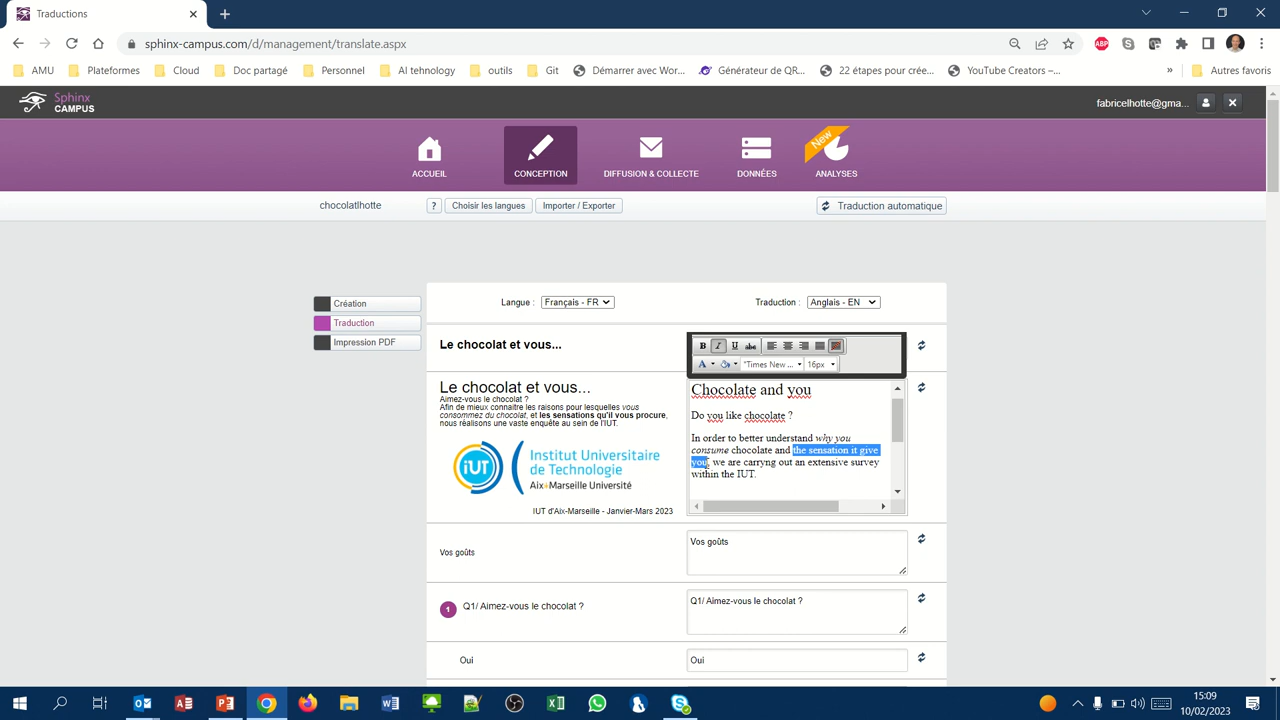 Traductions
sphinx-campus.com/d/management/translate.aspx
ABP
AMU
Plateformes
Cloud
Doc partagé
Personnel
AI tehnology
outils
Git
Démarrer avec Wor...
Générateur de QR...
22 étapes pour crée...
YouTube Creators –...
»
Autres favoris
Sphinx
CAMPUS
fabricelhotte@gma...
ACCUEIL
CONCEPTION
DIFFUSION & COLLECTE
DONNÉES
New
ANALYSES
chocolatlhotte
?
Choisir les langues
Importer / Exporter
Traduction automatique
Création
Traduction
Impression PDF
Langue :
Français - FR
Traduction :
Anglais - EN
Le chocolat et vous...
B I U abc
A
"Times New ...
16px
Le chocolat et vous...
Aimez-vous le chocolat ?
Afin de mieux connaitre les raisons pour lesquelles vous
consommez du chocolat, et les sensations qu'il vous procure,
nous réalisons une vaste enquête au sein de l'IUT.
iUT
Institut Universitaire
de Technologie
Aix*Marseille Université
IUT d'Aix-Marseille - Janvier-Mars 2023
Chocolate and you
Do you like chocolate ?
In order to better understand why you
consume chocolate and the sensation it give
you, we are carryng out an extensive survey
within the IUT.
Vos goûts
Vos goûts
1
Q1/ Aimez-vous le chocolat ?
Q1/ Aimez-vous le chocolat ?
Oui
Oui
15:09
10/02/2023